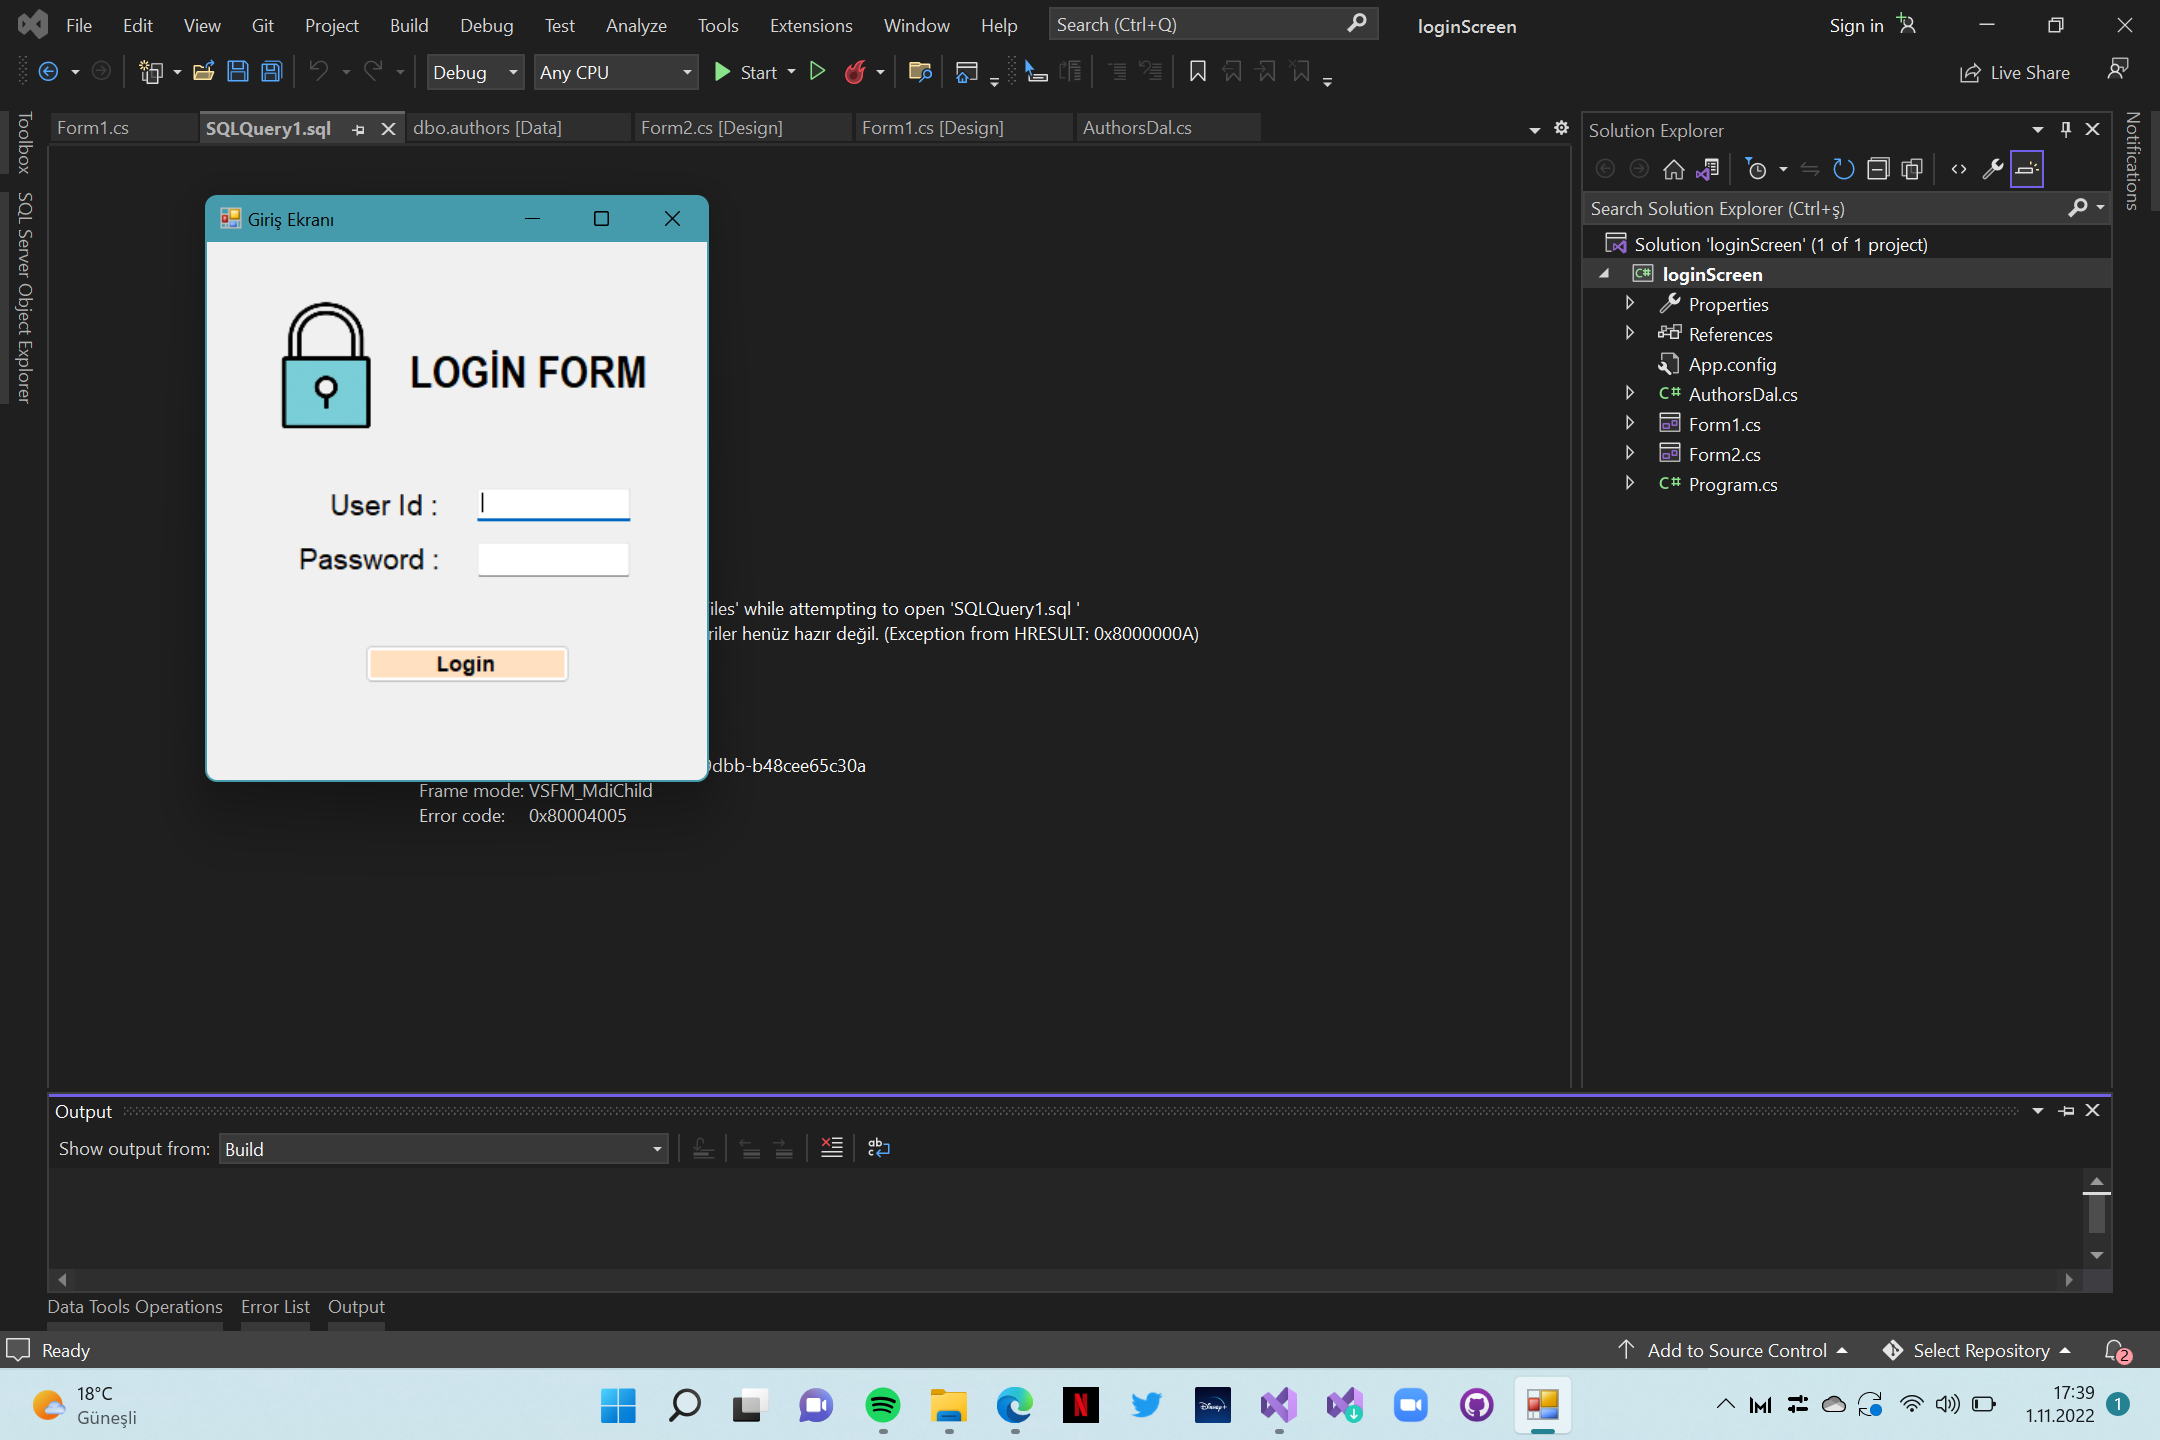 File Edit View Git Project Build Debug Test Analyze Tools Extensions Window Help Search (Ctrl+Q) loginScreen Sign in
Debug Any CPU Start Live Share
Form1.cs SQLQuery1.sql dbo.authors [Data] Form2.cs [Design] Form1.cs [Design] AuthorsDal.cs
Toolbox
SQL Server Object Explorer
Giriş Ekranı
LOGİN FORM
User Id :
Password :
Login
iles' while attempting to open 'SQLQuery1.sql '
riler henüz hazır değil. (Exception from HRESULT: 0x8000000A)
dbb-b48cee65c30a
Frame mode: VSFM_MdiChild
Error code: 0x80004005
Solution Explorer
Search Solution Explorer (Ctrl+ş)
Solution 'loginScreen' (1 of 1 project)
C# loginScreen
Properties
References
App.config
C# AuthorsDal.cs
Form1.cs
Form2.cs
C# Program.cs
Notifications
Output
Show output from: Build
Data Tools Operations Error List Output
Ready Add to Source Control Select Repository 2
18°C
Güneşli
N
Disney+
17:39
1.11.2022
1